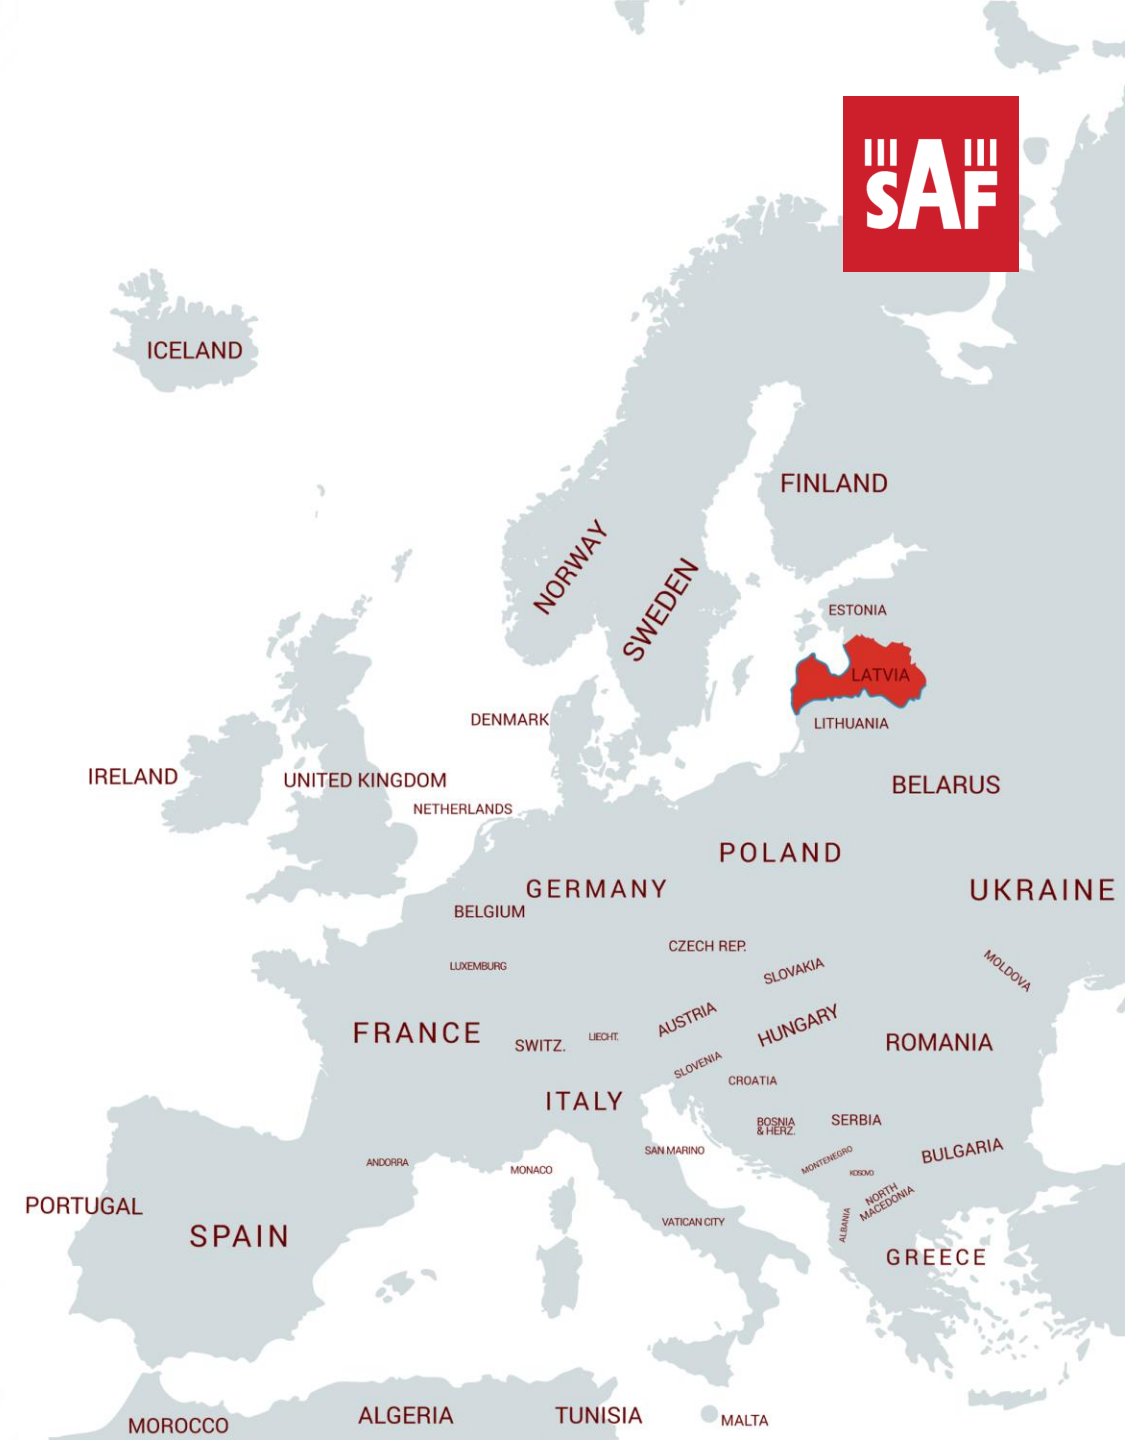 SAF
ICELAND
FINLAND
NORWAY
SWEDEN
ESTONIA
LATVIA
DENMARK
LITHUANIA
IRELAND
UNITED KINGDOM
BELARUS
NETHERLANDS
POLAND
GERMANY
UKRAINE
BELGIUM
CZECH REP.
LUXEMBURG
SLOVAKIA
MOLDOVA
AUSTRIA
HUNGARY
FRANCE
SWITZ.
LIECHT.
ROMANIA
SLOVENIA
CROATIA
ITALY
BOSNIA
& HERZ.
SERBIA
SAN MARINO
BULGARIA
ANDORRA
MONACO
MONTENEGRO
KOSOVO
NORTH
MACEDONIA
PORTUGAL
SPAIN
VATICAN CITY
ALBANIA
GREECE
MOROCCO
ALGERIA
TUNISIA
MALTA